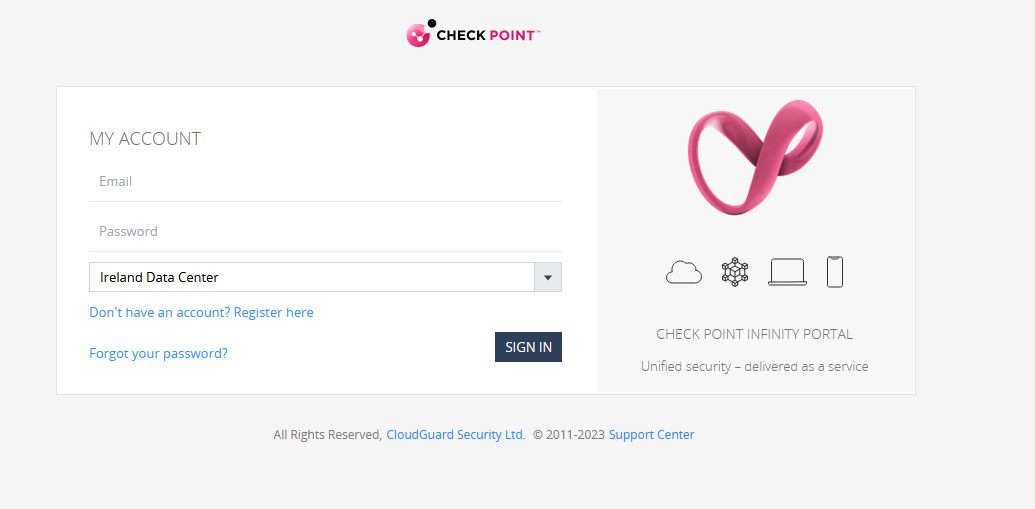 CHECK POINT™
MY ACCOUNT
Email
Password
Ireland Data Center
Don't have an account? Register here
Forgot your password?
SIGN IN
CHECK POINT INFINITY PORTAL
Unified security – delivered as a service
All Rights Reserved, CloudGuard Security Ltd. © 2011-2023 Support Center